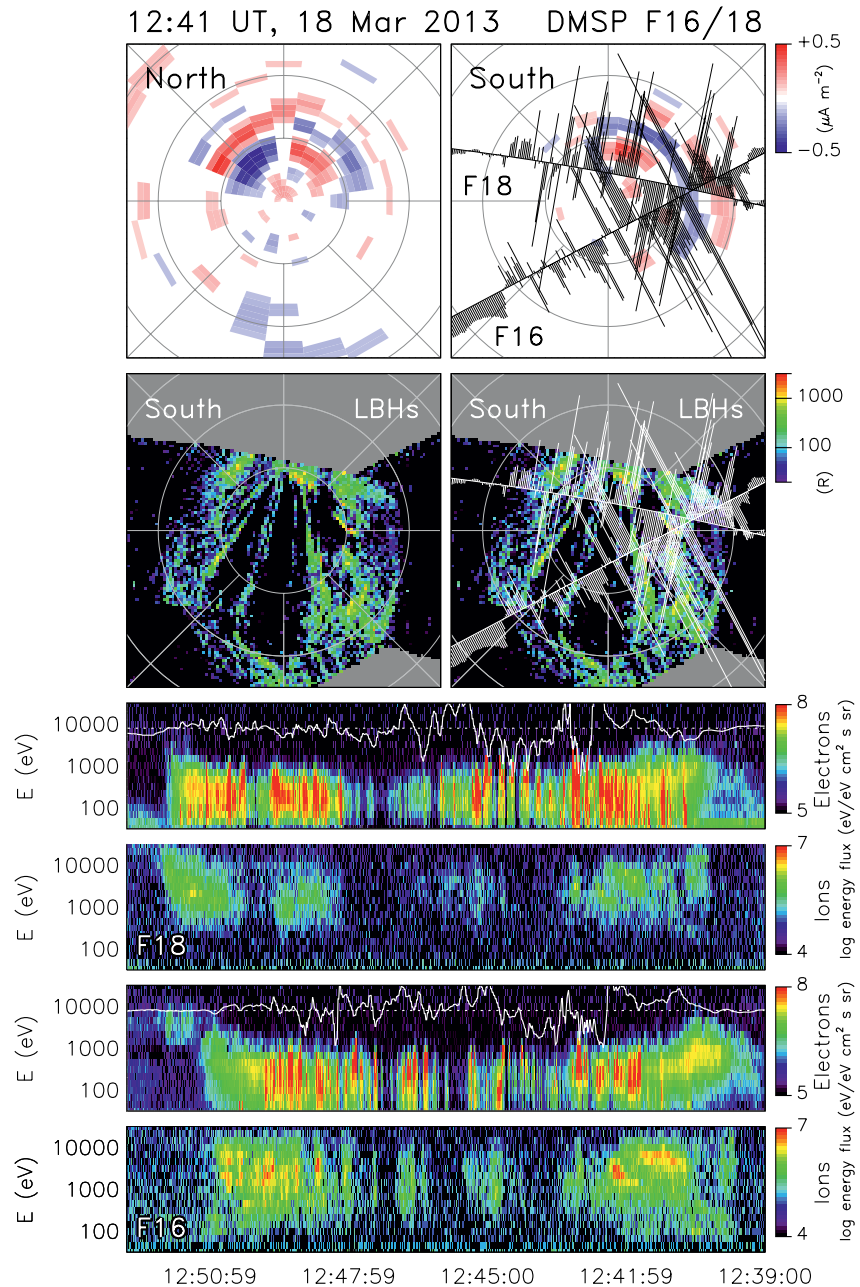 12:41 UT, 18 Mar 2013 DMSP F16/18
North
South
F18
F16
+0.5
(μA m⁻²)
−0.5
South LBHs
South LBHs
1000
100
(R)
10000
1000
100
E (eV)
8
5
Electrons
10000
1000
100
E (eV)
F18
7
4
Ions
log energy flux (eV/eV cm² s sr)
10000
1000
100
E (eV)
8
5
Electrons
10000
1000
100
E (eV)
F16
7
4
Ions
log energy flux (eV/eV cm² s sr)
12:50:59 12:47:59 12:45:00 12:41:59 12:39:00